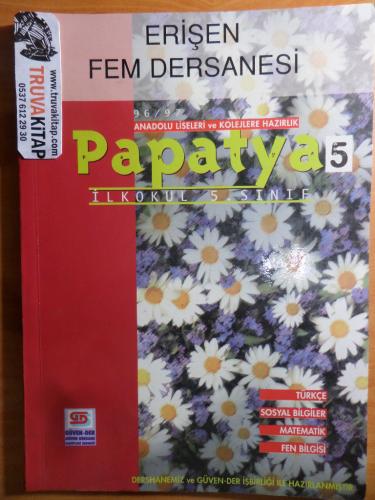 ERİŞEN
FEM DERSANESİ
www.truvakitap.com
TRUVAKİTAP
0537 612 29 30
96/97
ANADOLU LİSELERİ ve KOLEJLERE HAZIRLIK
Papatya 5
İLKOKUL 5.SINIF
TÜRKÇE
SOSYAL BİLGİLER
MATEMATİK
FEN BİLGİSİ
GÜVEN-DER
DERSHANEMİZ ve GÜVEN-DER İŞBİRLİĞİ İLE HAZIRLANMIŞTIR